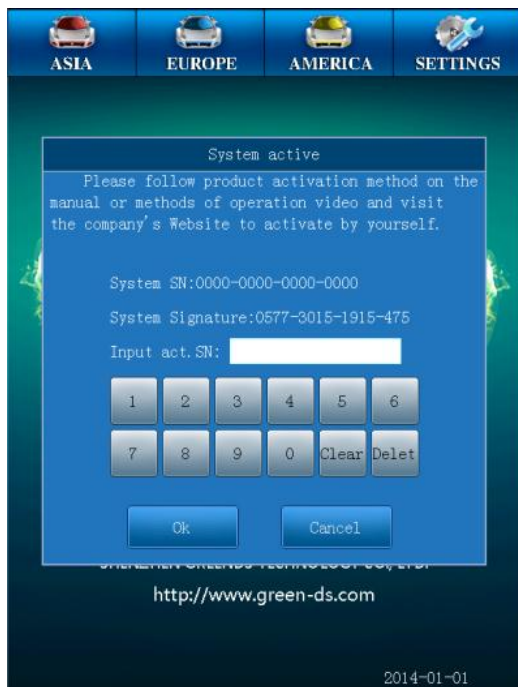 ASIA EUROPE AMERICA SETTINGS
System active
Please follow product activation method on the
manual or methods of operation video and visit
the company's Website to activate by yourself.
System SN:0000-0000-0000-0000
System Signature:0577-3015-1915-475
Input act.SN:
1 2 3 4 5 6
7 8 9 0 Clear Delet
Ok Cancel
http://www.green-ds.com
2014-01-01